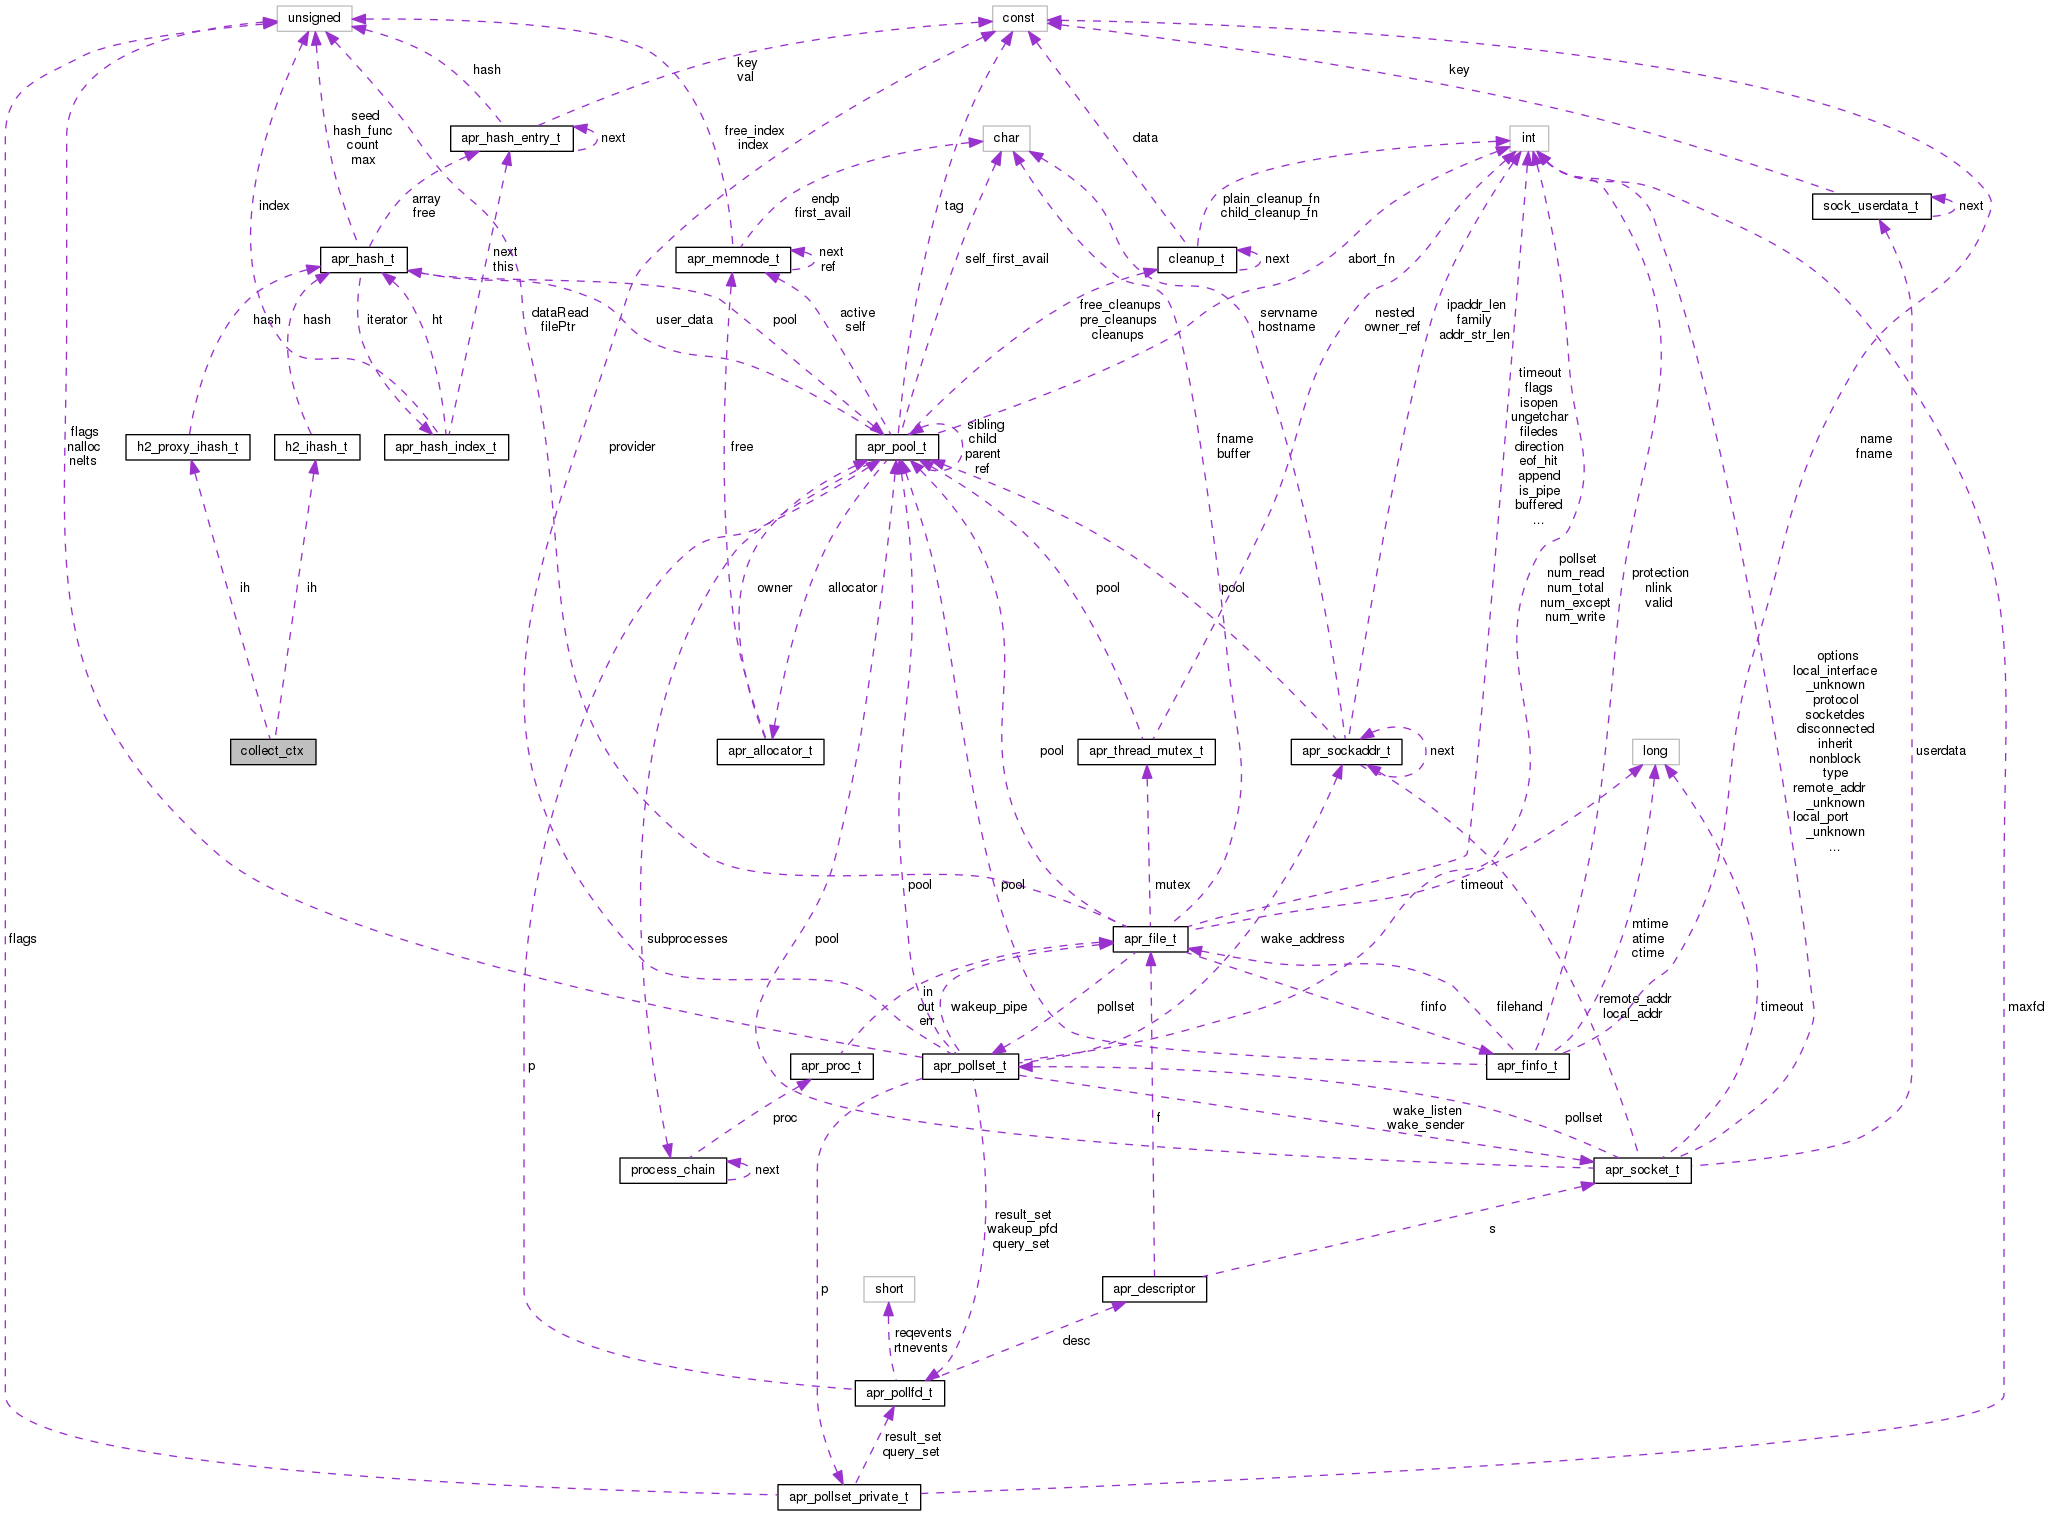 unsigned
const
hash
key
val
key
seed
hash_func
count
max
apr_hash_entry_t
next
free_index
index
char
data
int
array
free
endp
first_avail
tag
plain_cleanup_fn
child_cleanup_fn
sock_userdata_t
next
index
apr_hash_t
next
this
apr_memnode_t
next
ref
self_first_avail
cleanup_t
next
abort_fn
hash
hash
iterator
ht
dataRead
filePtr
user_data
pool
active
self
free_cleanups
pre_cleanups
cleanups
servname
hostname
nested
owner_ref
ipaddr_len
family
addr_str_len
timeout
flags
isopen
ungetchar
filedes
direction
eof_hit
append
is_pipe
buffered
...
flags
nalloc
nelts
h2_proxy_ihash_t
h2_ihash_t
apr_hash_index_t
provider
free
apr_pool_t
sibling
child
parent
ref
fname
buffer
name
fname
ih
ih
owner
allocator
pool
pool
pollset
num_read
num_total
num_except
num_write
protection
nlink
valid
options
local_interface
_unknown
protocol
socketdes
disconnected
inherit
nonblock
type
remote_addr
_unknown
local_port
_unknown
...
collect_ctx
apr_allocator_t
pool
apr_thread_mutex_t
apr_sockaddr_t
next
long
userdata
pool
pool
mutex
timeout
flags
subprocesses
pool
apr_file_t
wake_address
mtime
atime
ctime
in
out
err
wakeup_pipe
pollset
finfo
filehand
remote_addr
local_addr
timeout
maxfd
p
apr_proc_t
apr_pollset_t
apr_finfo_t
proc
f
wake_listen
wake_sender
pollset
process_chain
next
apr_socket_t
result_set
wakeup_pfd
query_set
s
p
short
apr_descriptor
reqevents
rtnevents
desc
apr_pollfd_t
result_set
query_set
apr_pollset_private_t